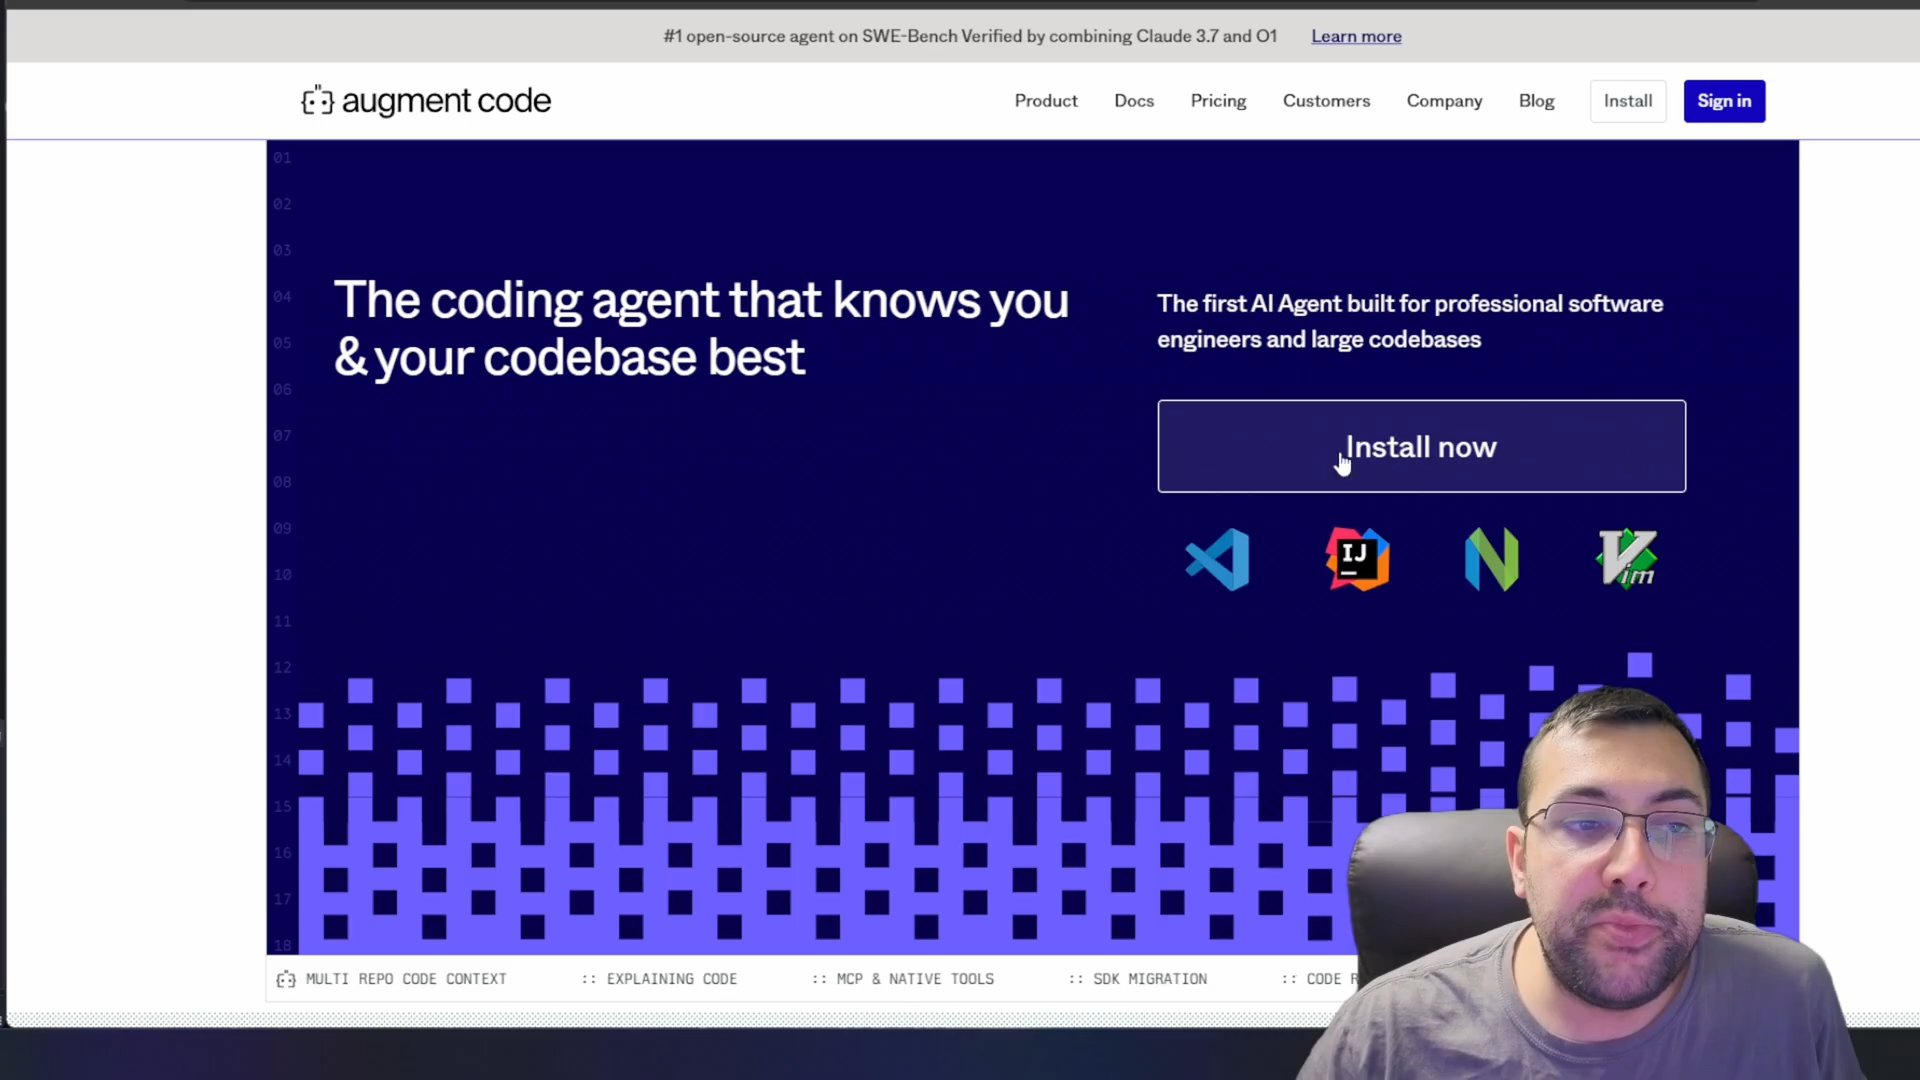 #1 open-source agent on SWE-Bench Verified by combining Claude 3.7 and O1 Learn more
augment code
Product Docs Pricing Customers Company Blog Install Sign in
01
02
03
04
05
06
07
08
09
10
11
12
13
14
15
16
17
18
The coding agent that knows you
& your codebase best
The first AI Agent built for professional software
engineers and large codebases
Install now
IJ
Vim
MULTI REPO CODE CONTEXT :: EXPLAINING CODE :: MCP & NATIVE TOOLS :: SDK MIGRATION :: CODE